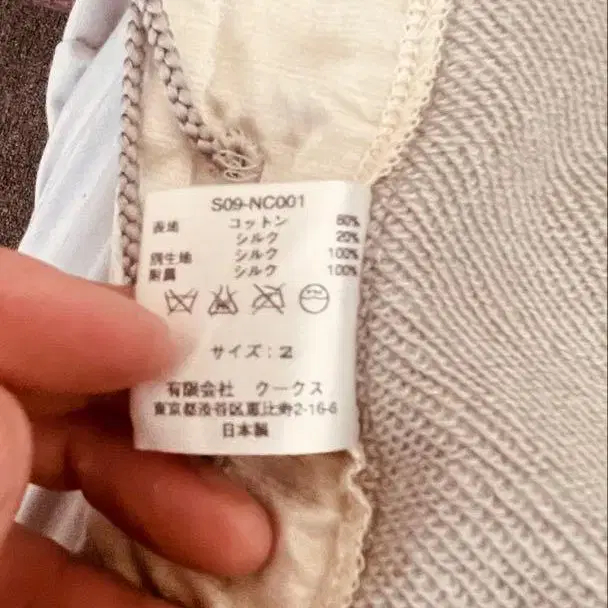 S09-NC001
表地 コットン 80%
シルク 20%
別生地 シルク 100%
附属 シルク 100%
サイズ：2
有限会社 クークス
東京都渋谷区恵比寿2-16-6
日本製